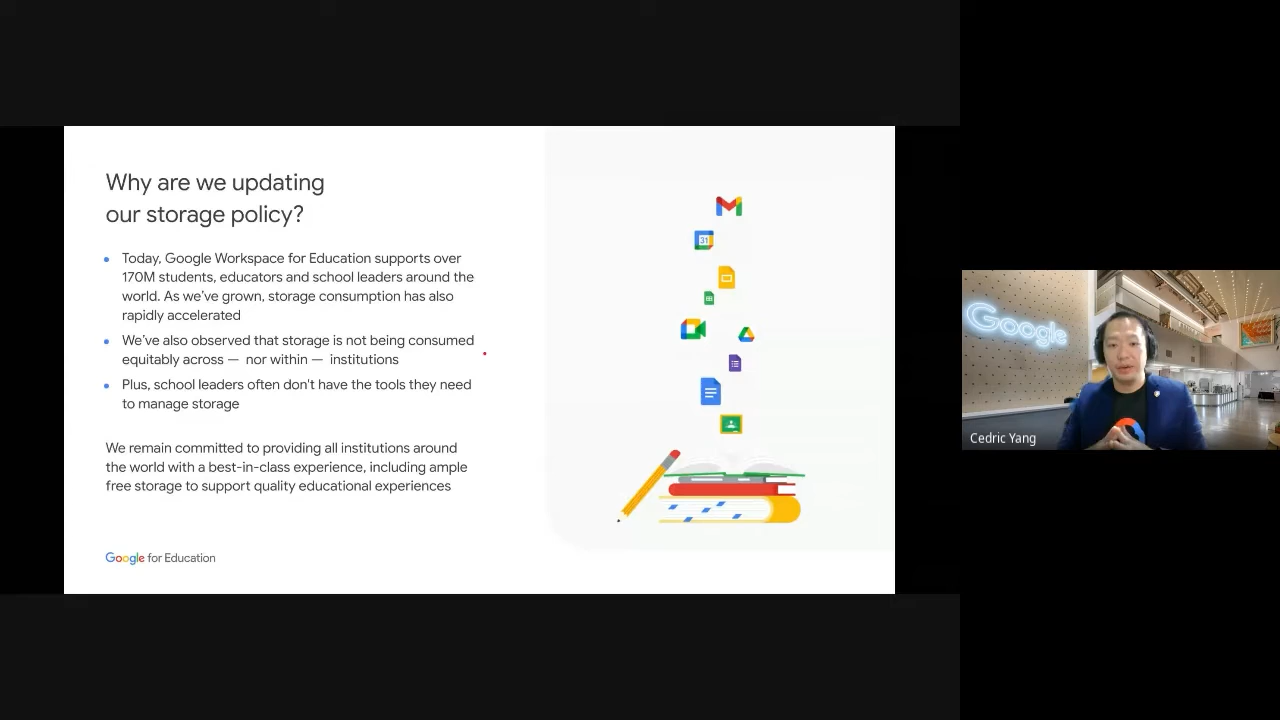 Why are we updating
our storage policy?
Today, Google Workspace for Education supports over
170M students, educators and school leaders around the
world. As we've grown, storage consumption has also
rapidly accelerated
We've also observed that storage is not being consumed
equitably across — nor within — institutions
Plus, school leaders often don't have the tools they need
to manage storage
We remain committed to providing all institutions around
the world with a best-in-class experience, including ample
free storage to support quality educational experiences
Google for Education
31
Google
Cedric Yang